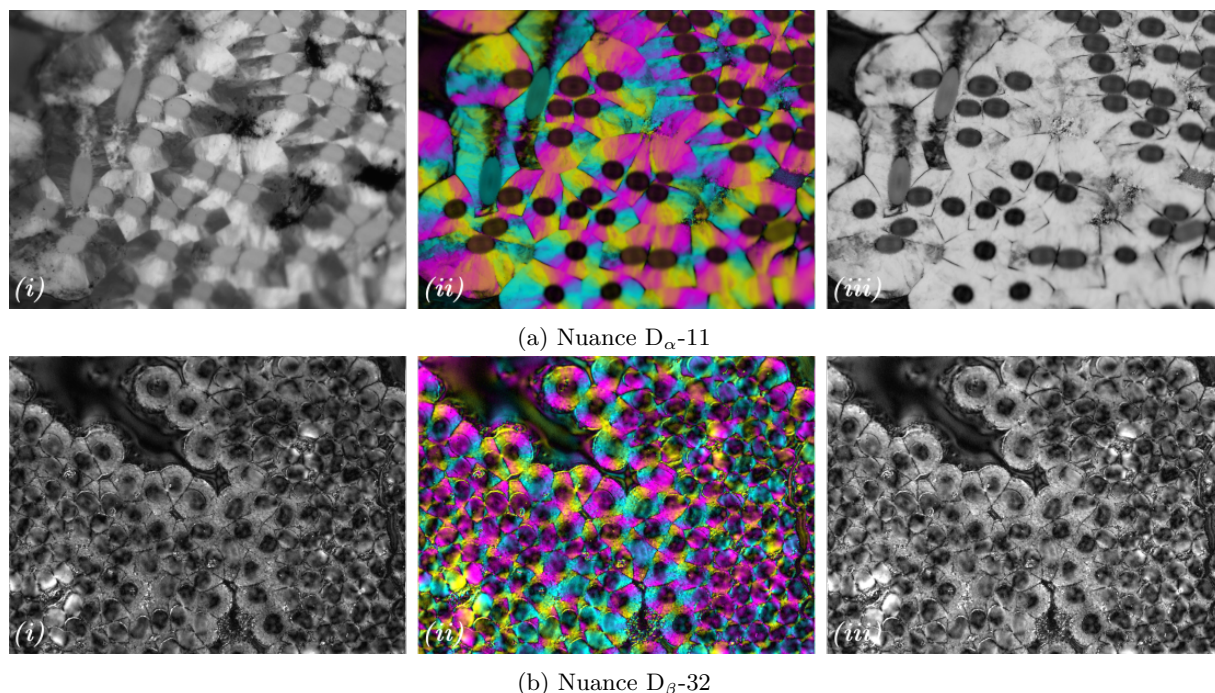 (i) (ii) (iii)
(a) Nuance Dα-11
(i) (ii) (iii)
(b) Nuance Dβ-32